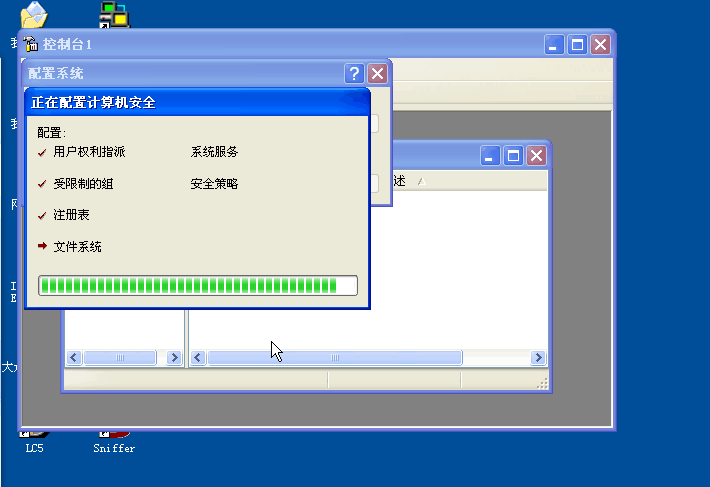 控制台1
配置系统
正在配置计算机安全
配置:
用户权利指派 系统服务
受限制的组 安全策略
注册表
文件系统
述
LC5
Sniffer